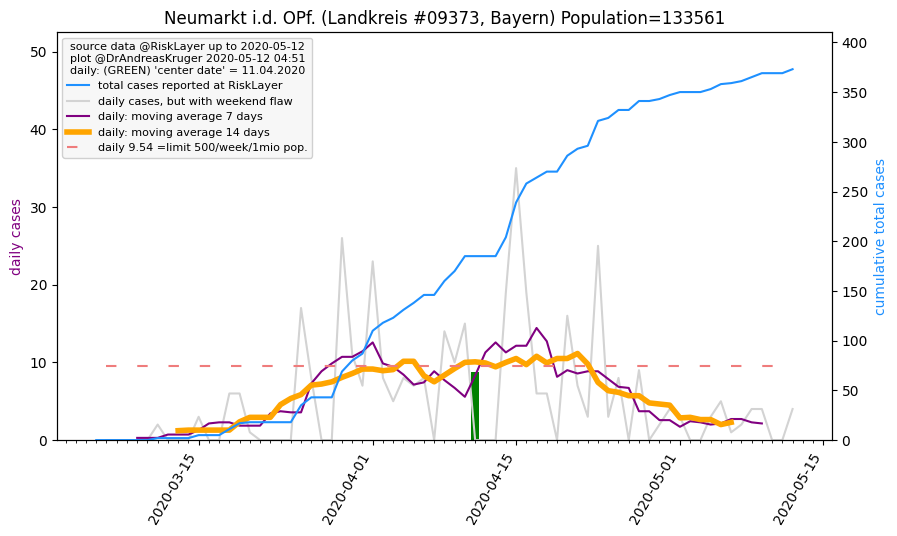 Neumarkt i.d. OPf. (Landkreis #09373, Bayern) Population=133561
source data @RiskLayer up to 2020-05-12
plot @DrAndreasKruger 2020-05-12 04:51
daily: (GREEN) 'center date' = 11.04.2020
total cases reported at RiskLayer
daily cases, but with weekend flaw
daily: moving average 7 days
daily: moving average 14 days
daily 9.54 =limit 500/week/1mio pop.
daily cases
50
40
30
20
10
0
cumulative total cases
400
350
300
250
200
150
100
50
0
2020-03-15
2020-04-01
2020-04-15
2020-05-01
2020-05-15